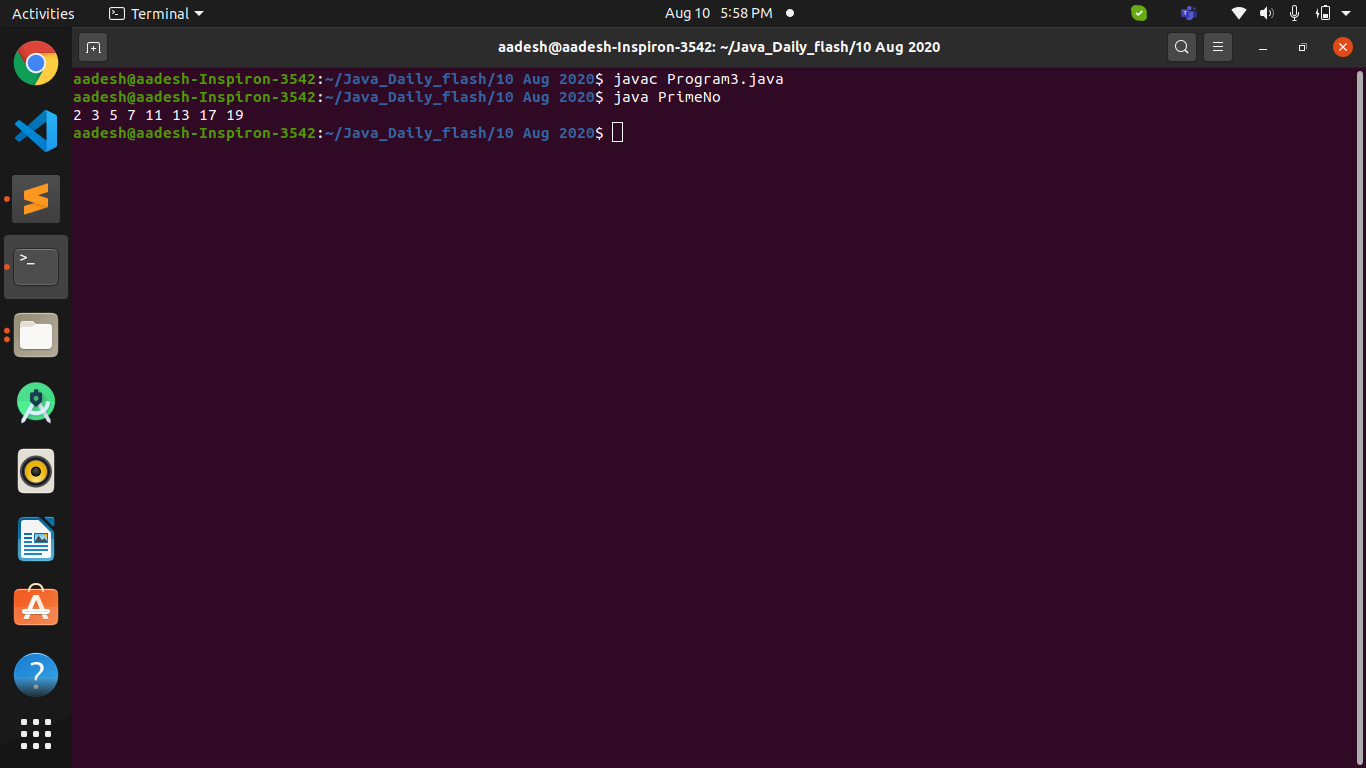 Activities Terminal Aug 10 5:58 PM
aadesh@aadesh-Inspiron-3542: ~/Java_Daily_flash/10 Aug 2020
aadesh@aadesh-Inspiron-3542:~/Java_Daily_flash/10 Aug 2020$ javac Program3.java
aadesh@aadesh-Inspiron-3542:~/Java_Daily_flash/10 Aug 2020$ java PrimeNo
2 3 5 7 11 13 17 19
aadesh@aadesh-Inspiron-3542:~/Java_Daily_flash/10 Aug 2020$